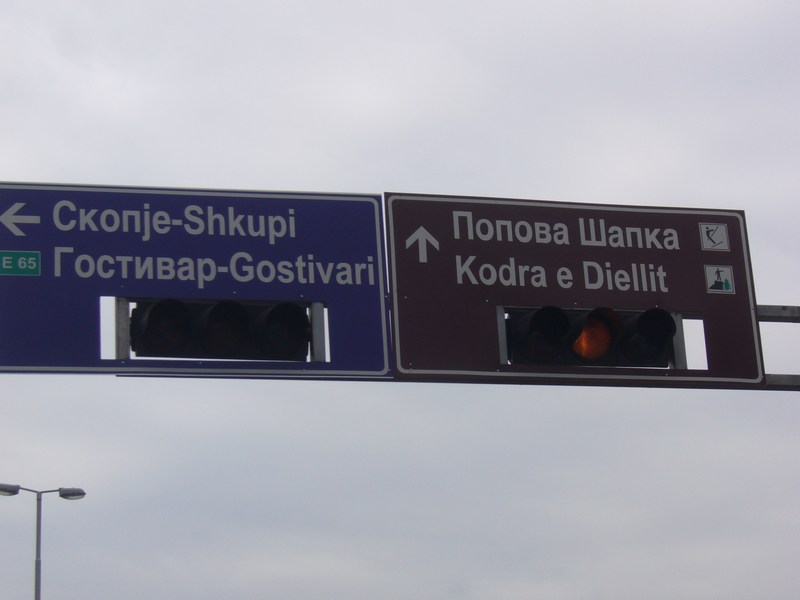 Скопје-Shkupi
E 65
Гостивар-Gostivari
Попова Шапка
Kodra e Diellit